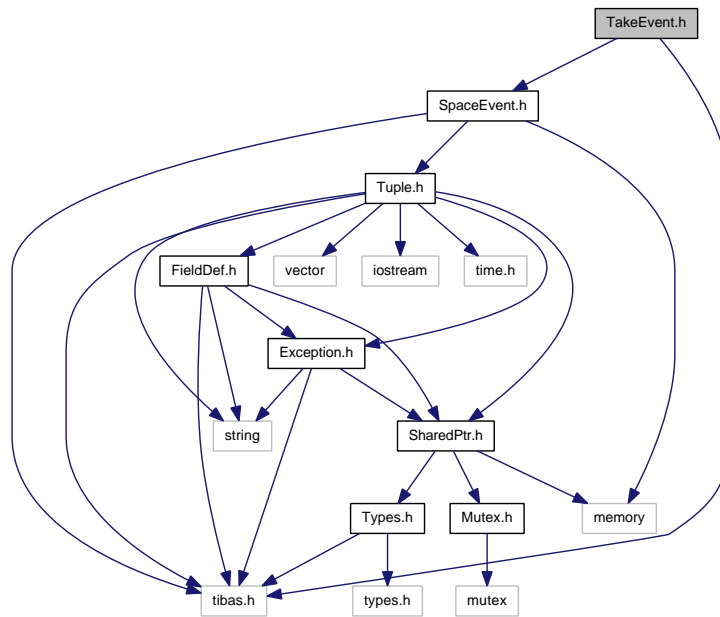 TakeEvent.h
SpaceEvent.h
Tuple.h
FieldDef.h
vector
iostream
time.h
Exception.h
string
SharedPtr.h
Types.h
Mutex.h
memory
tibas.h
types.h
mutex